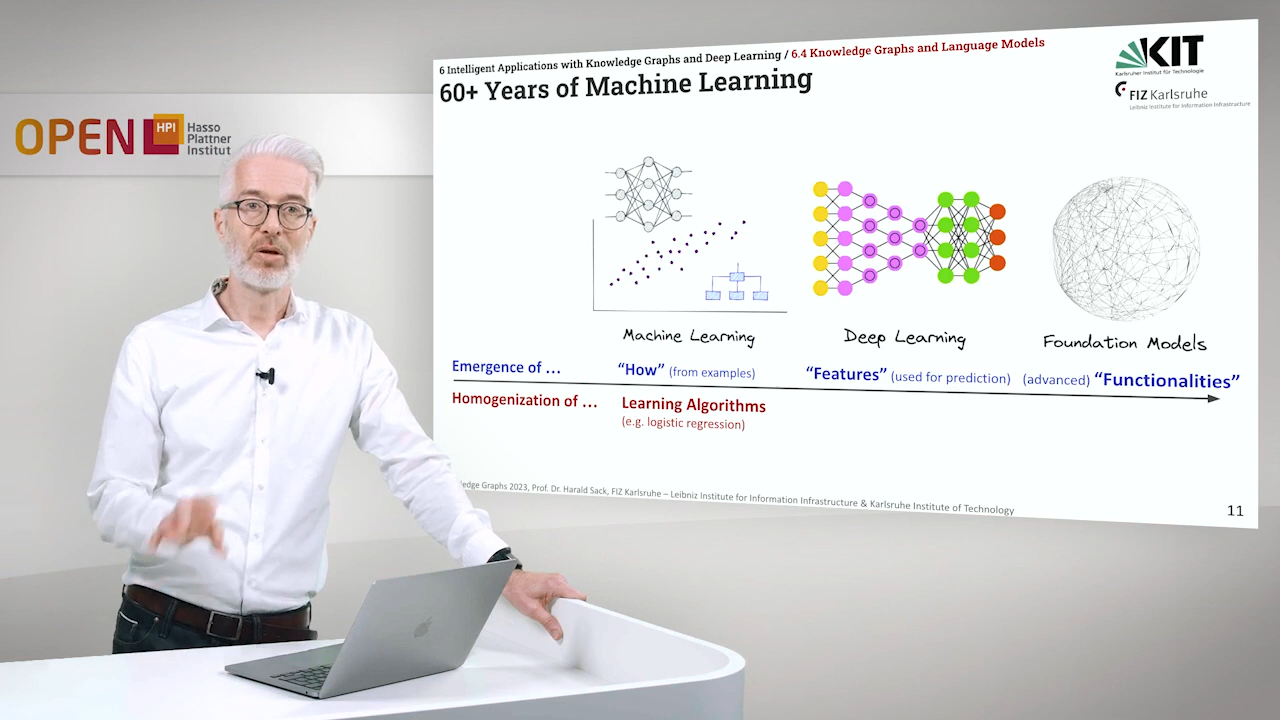 OPEN
HPI
Hasso
Plattner
Institut
6 Intelligent Applications with Knowledge Graphs and Deep Learning / 6.4 Knowledge Graphs and Language Models
60+ Years of Machine Learning
KIT
Karlsruher Institut für Technologie
FIZ Karlsruhe
Leibniz Institute for Information Infrastructure
Machine Learning
Deep Learning
Foundation Models
Emergence of ...
“How” (from examples)
“Features” (used for prediction)
(advanced) “Functionalities”
Homogenization of ...
Learning Algorithms
(e.g. logistic regression)
Graphs 2023, Prof. Dr. Harald Sack, FIZ Karlsruhe – Leibniz Institute for Information Infrastructure & Karlsruhe Institute of Technology
11